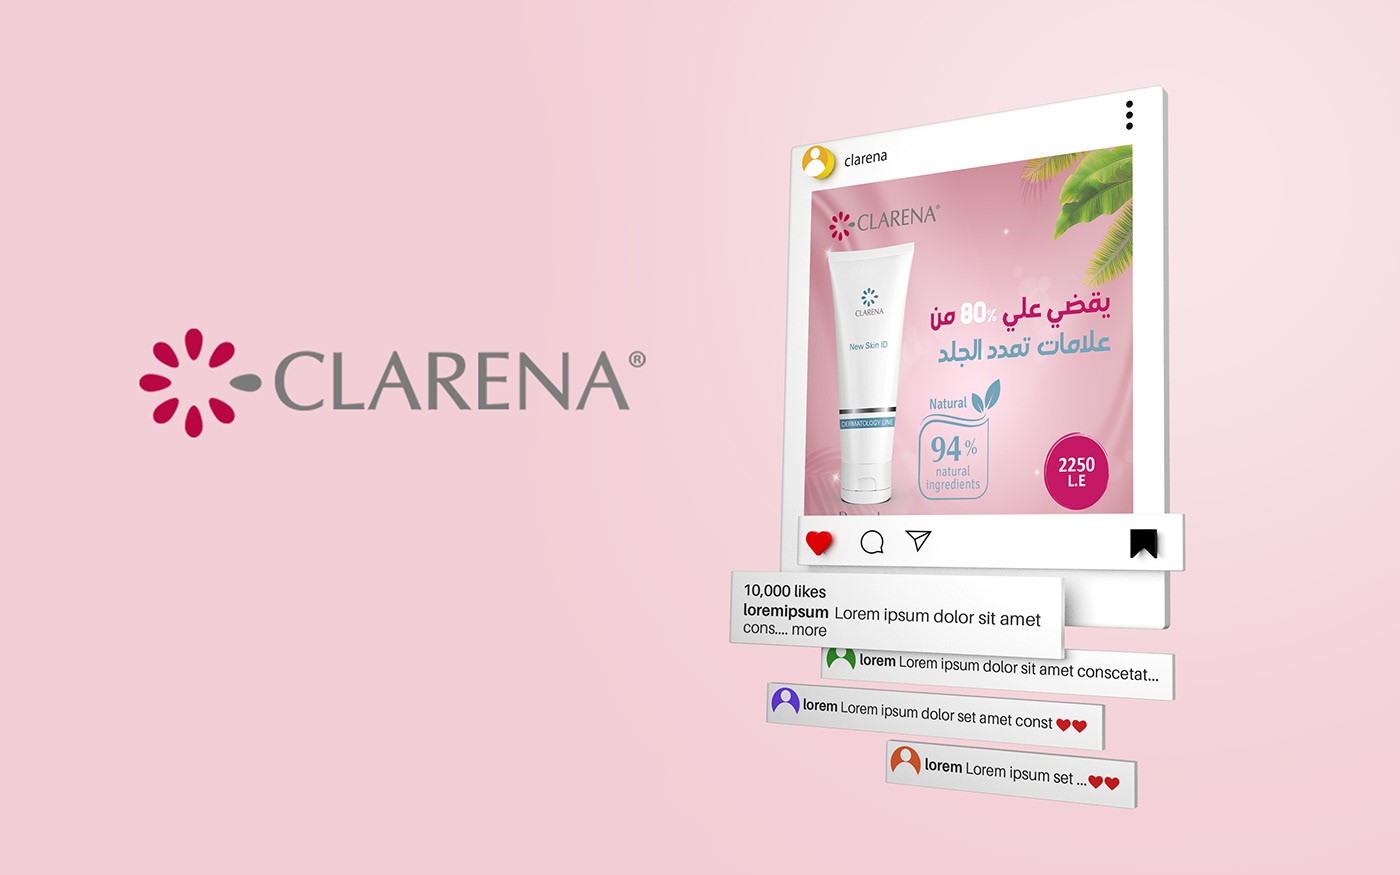 CLARENA®
clarena
CLARENA®
CLARENA
New Skin ID
DERMATOLOGY LINE
يقضي علي 80% من
علامات تمدد الجلد
Natural
94%
natural
ingredients
2250
L.E
10,000 likes
loremipsum Lorem ipsum dolor sit amet
cons.... more
lorem Lorem ipsum dolor sit amet conscetat...
lorem Lorem ipsum dolor set amet const
lorem Lorem ipsum set ...